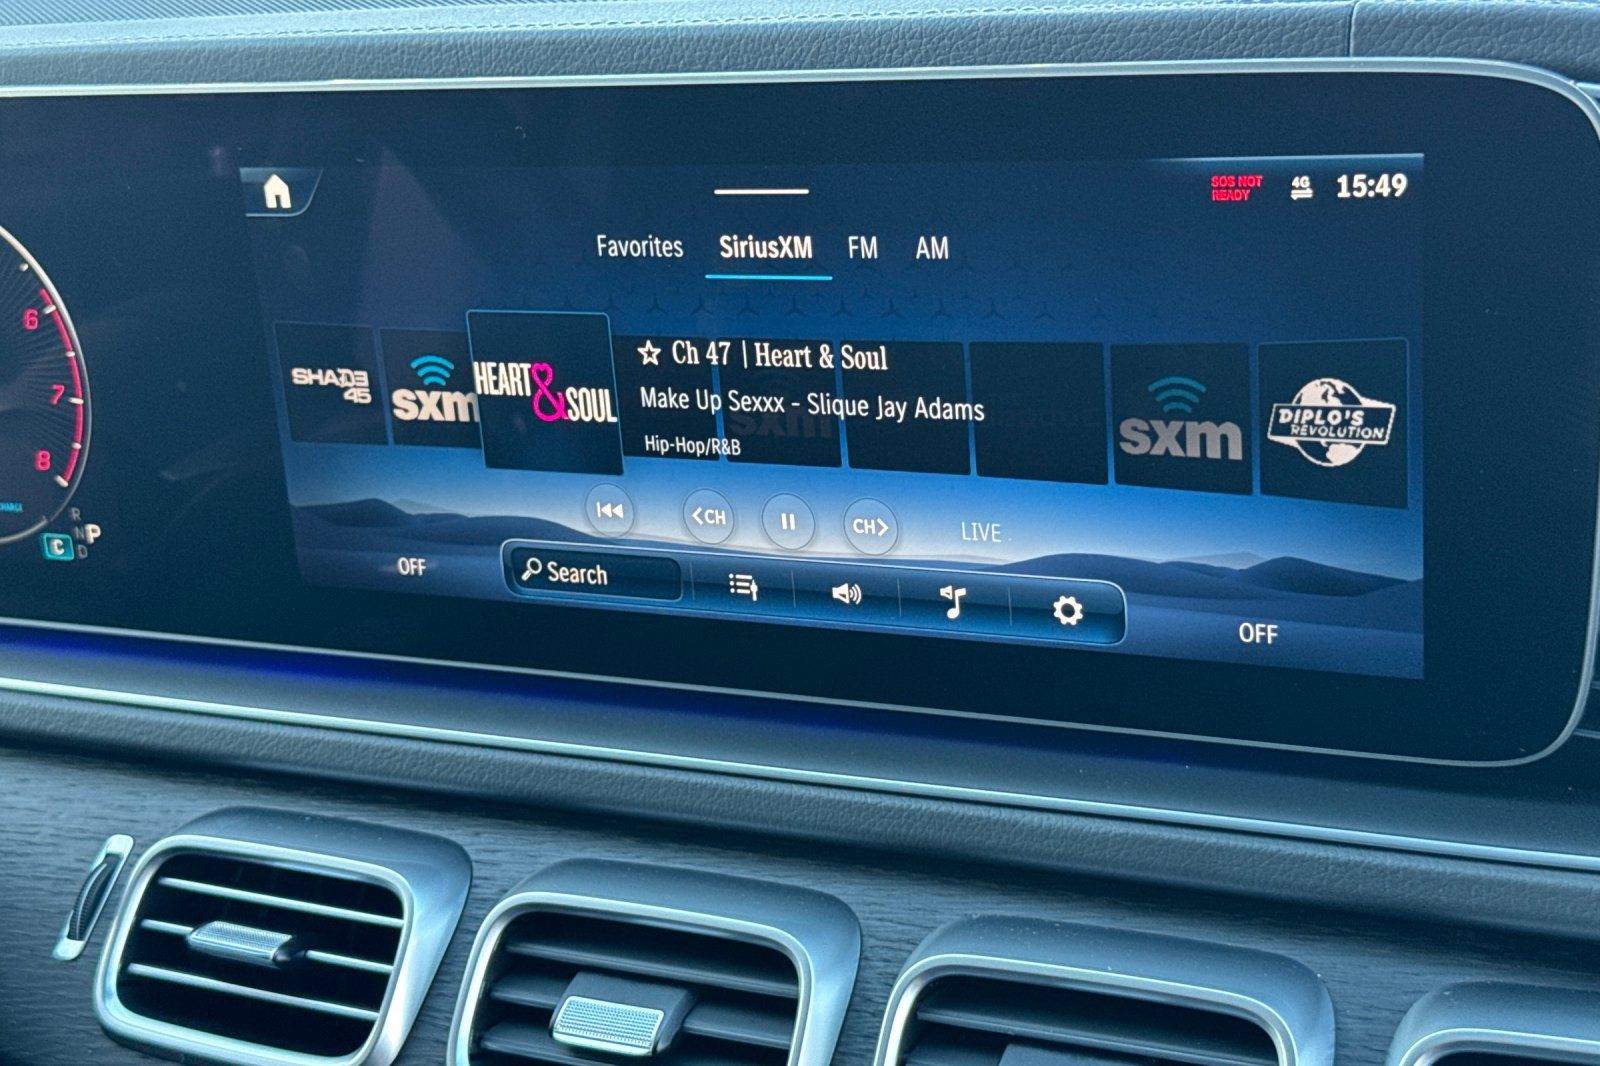 SOS NOT
READY
4G
15:49
Favorites SiriusXM FM AM
6
7
8
SHADE
45
sxm
HEART & SOUL
Ch 47 | Heart & Soul
Make Up Sexxx - Slique Jay Adams
Hip-Hop/R&B
sxm
sxm
DIPLO'S
REVOLUTION
CH CH LIVE
R
N P
D
C
OFF
Search
OFF